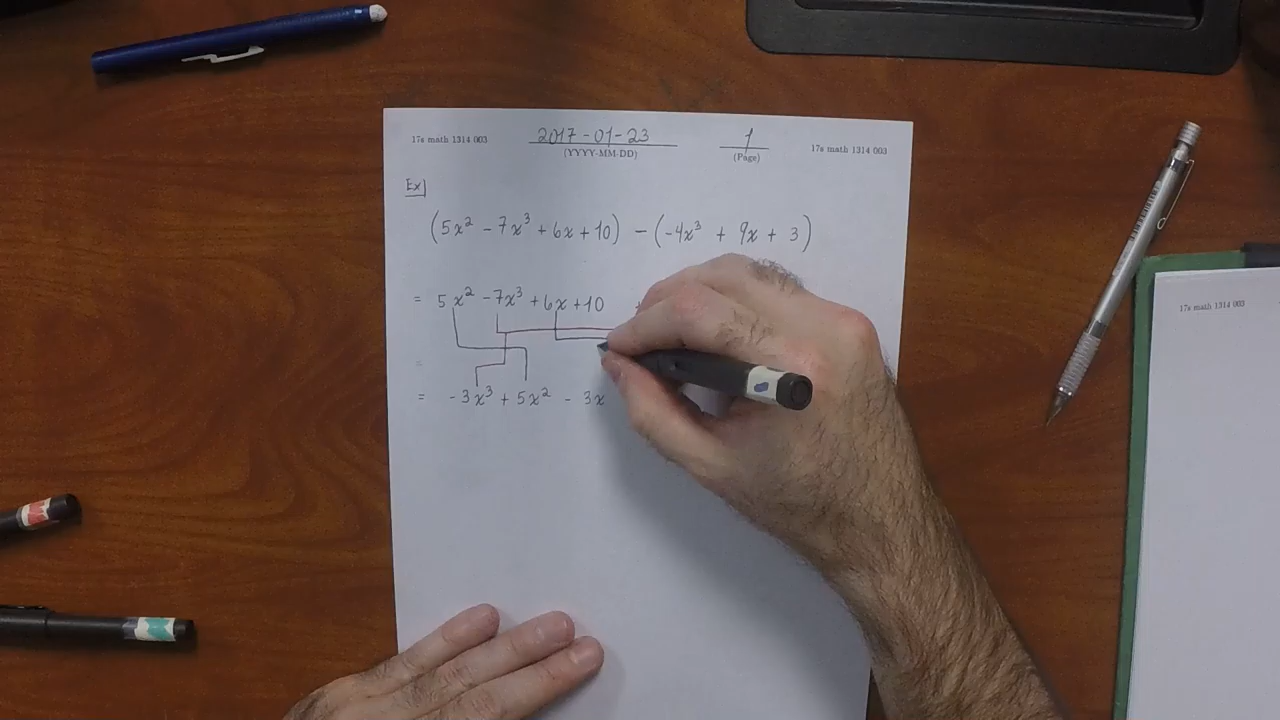 17s math 1314 003 2017-01-23 1 17s math 1314 003
(YYYY-MM-DD) (Page)
Ex]
(5x² - 7x³ + 6x + 10) - (-4x³ + 9x + 3)
= 5x² - 7x³ + 6x + 10
=
= -3x³ + 5x² - 3x
17s math 1314 003